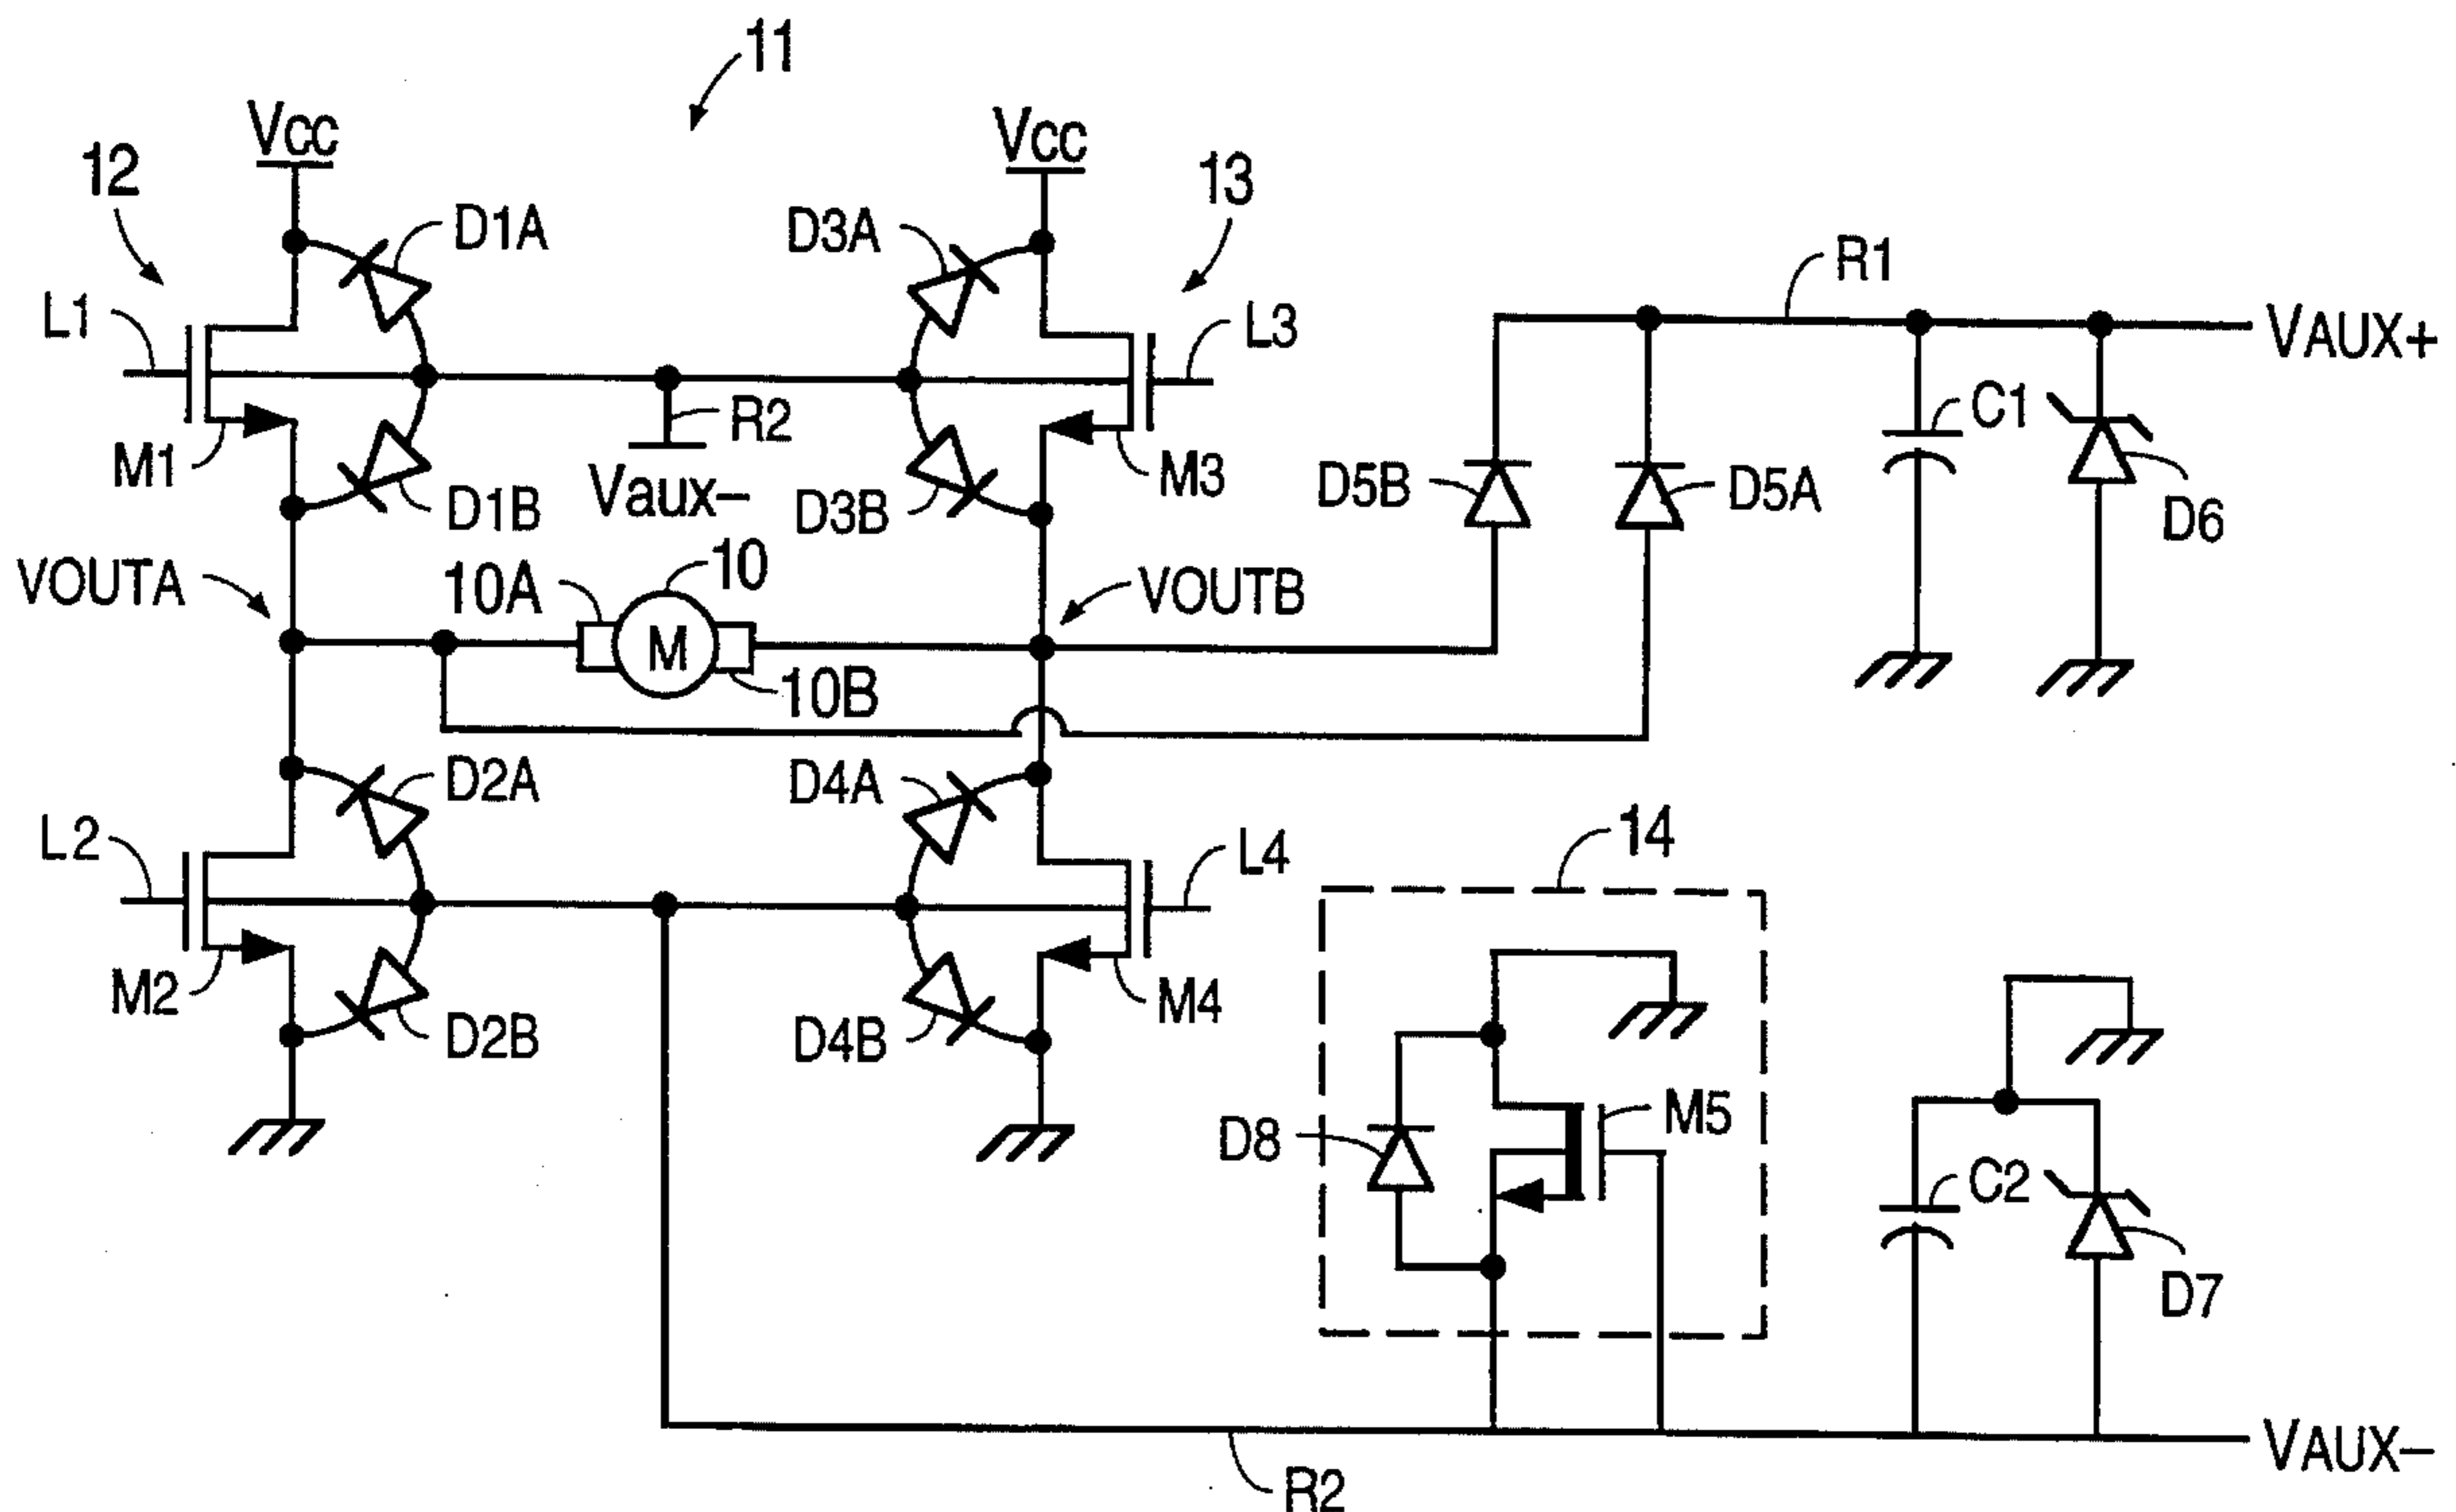 11
Vcc
Vcc
12
13
D1A
D3A
R1
L1
L3
VAUX+
C1
R2
M1
M3
D5B
D5A
Vaux−
D1B
D3B
D6
VOUTA
10A
10
VOUTB
M
10B
D2A
D4A
L2
L4
14
M2
M4
D2B
D4B
D8
M5
C2
D7
VAUX−
R2